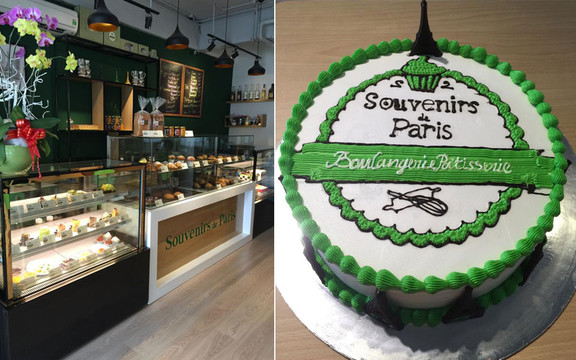 Souvenirs de Paris
Souvenirs
de
Paris
Boulangerie Pâtisserie